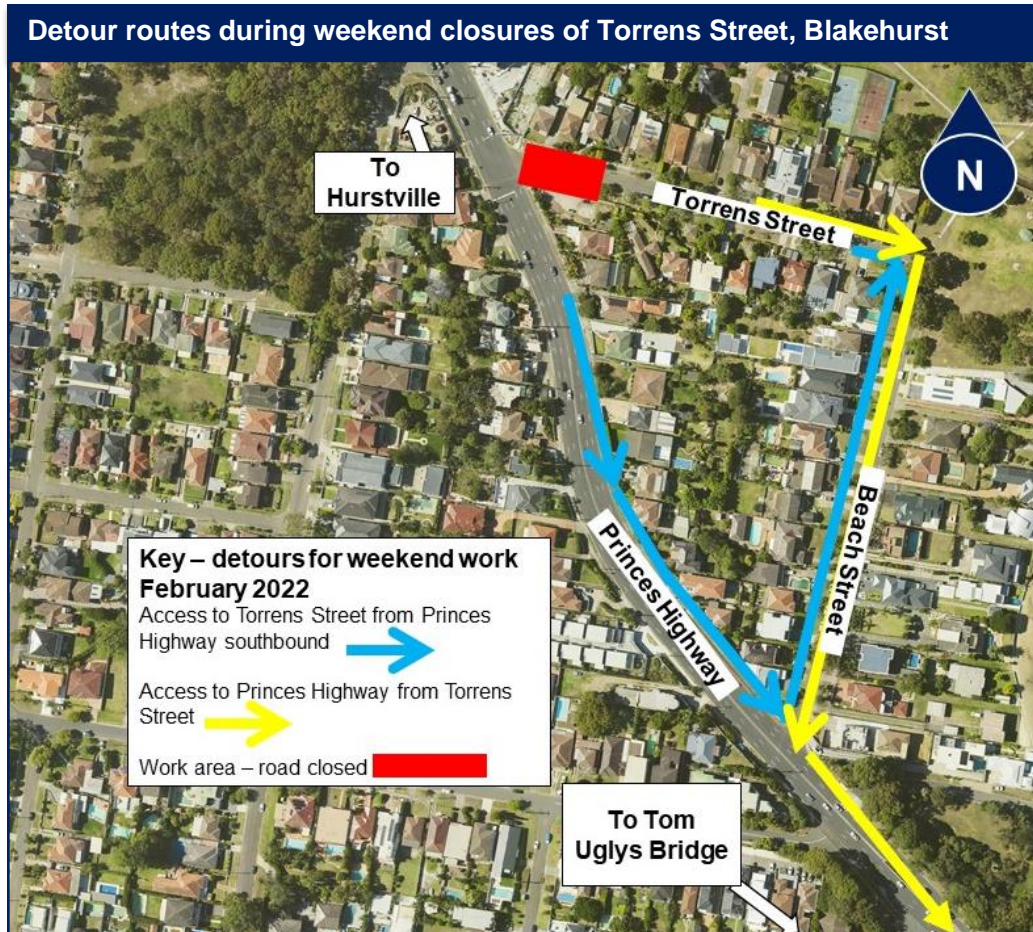 Detour routes during weekend closures of Torrens Street, Blakehurst
To
Hurstville
N
Torrens Street
Beach Street
Princes Highway
Key – detours for weekend work
February 2022
Access to Torrens Street from Princes
Highway southbound
Access to Princes Highway from Torrens
Street
Work area – road closed
To Tom
Uglys Bridge